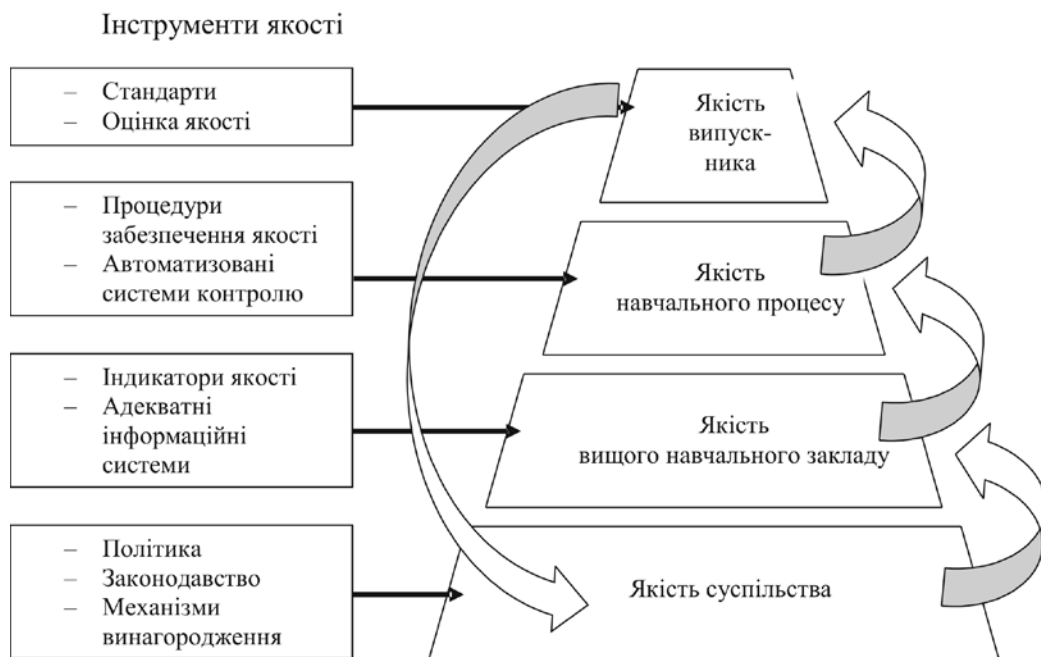 Інструменти якості
– Стандарти
– Оцінка якості
Якість
випуск-
ника
– Процедури
забезпечення якості
– Автоматизовані
системи контролю
Якість
навчального процесу
– Індикатори якості
– Адекватні
інформаційні
системи
Якість
вищого навчального закладу
– Політика
– Законодавство
– Механізми
винагородження
Якість суспільства